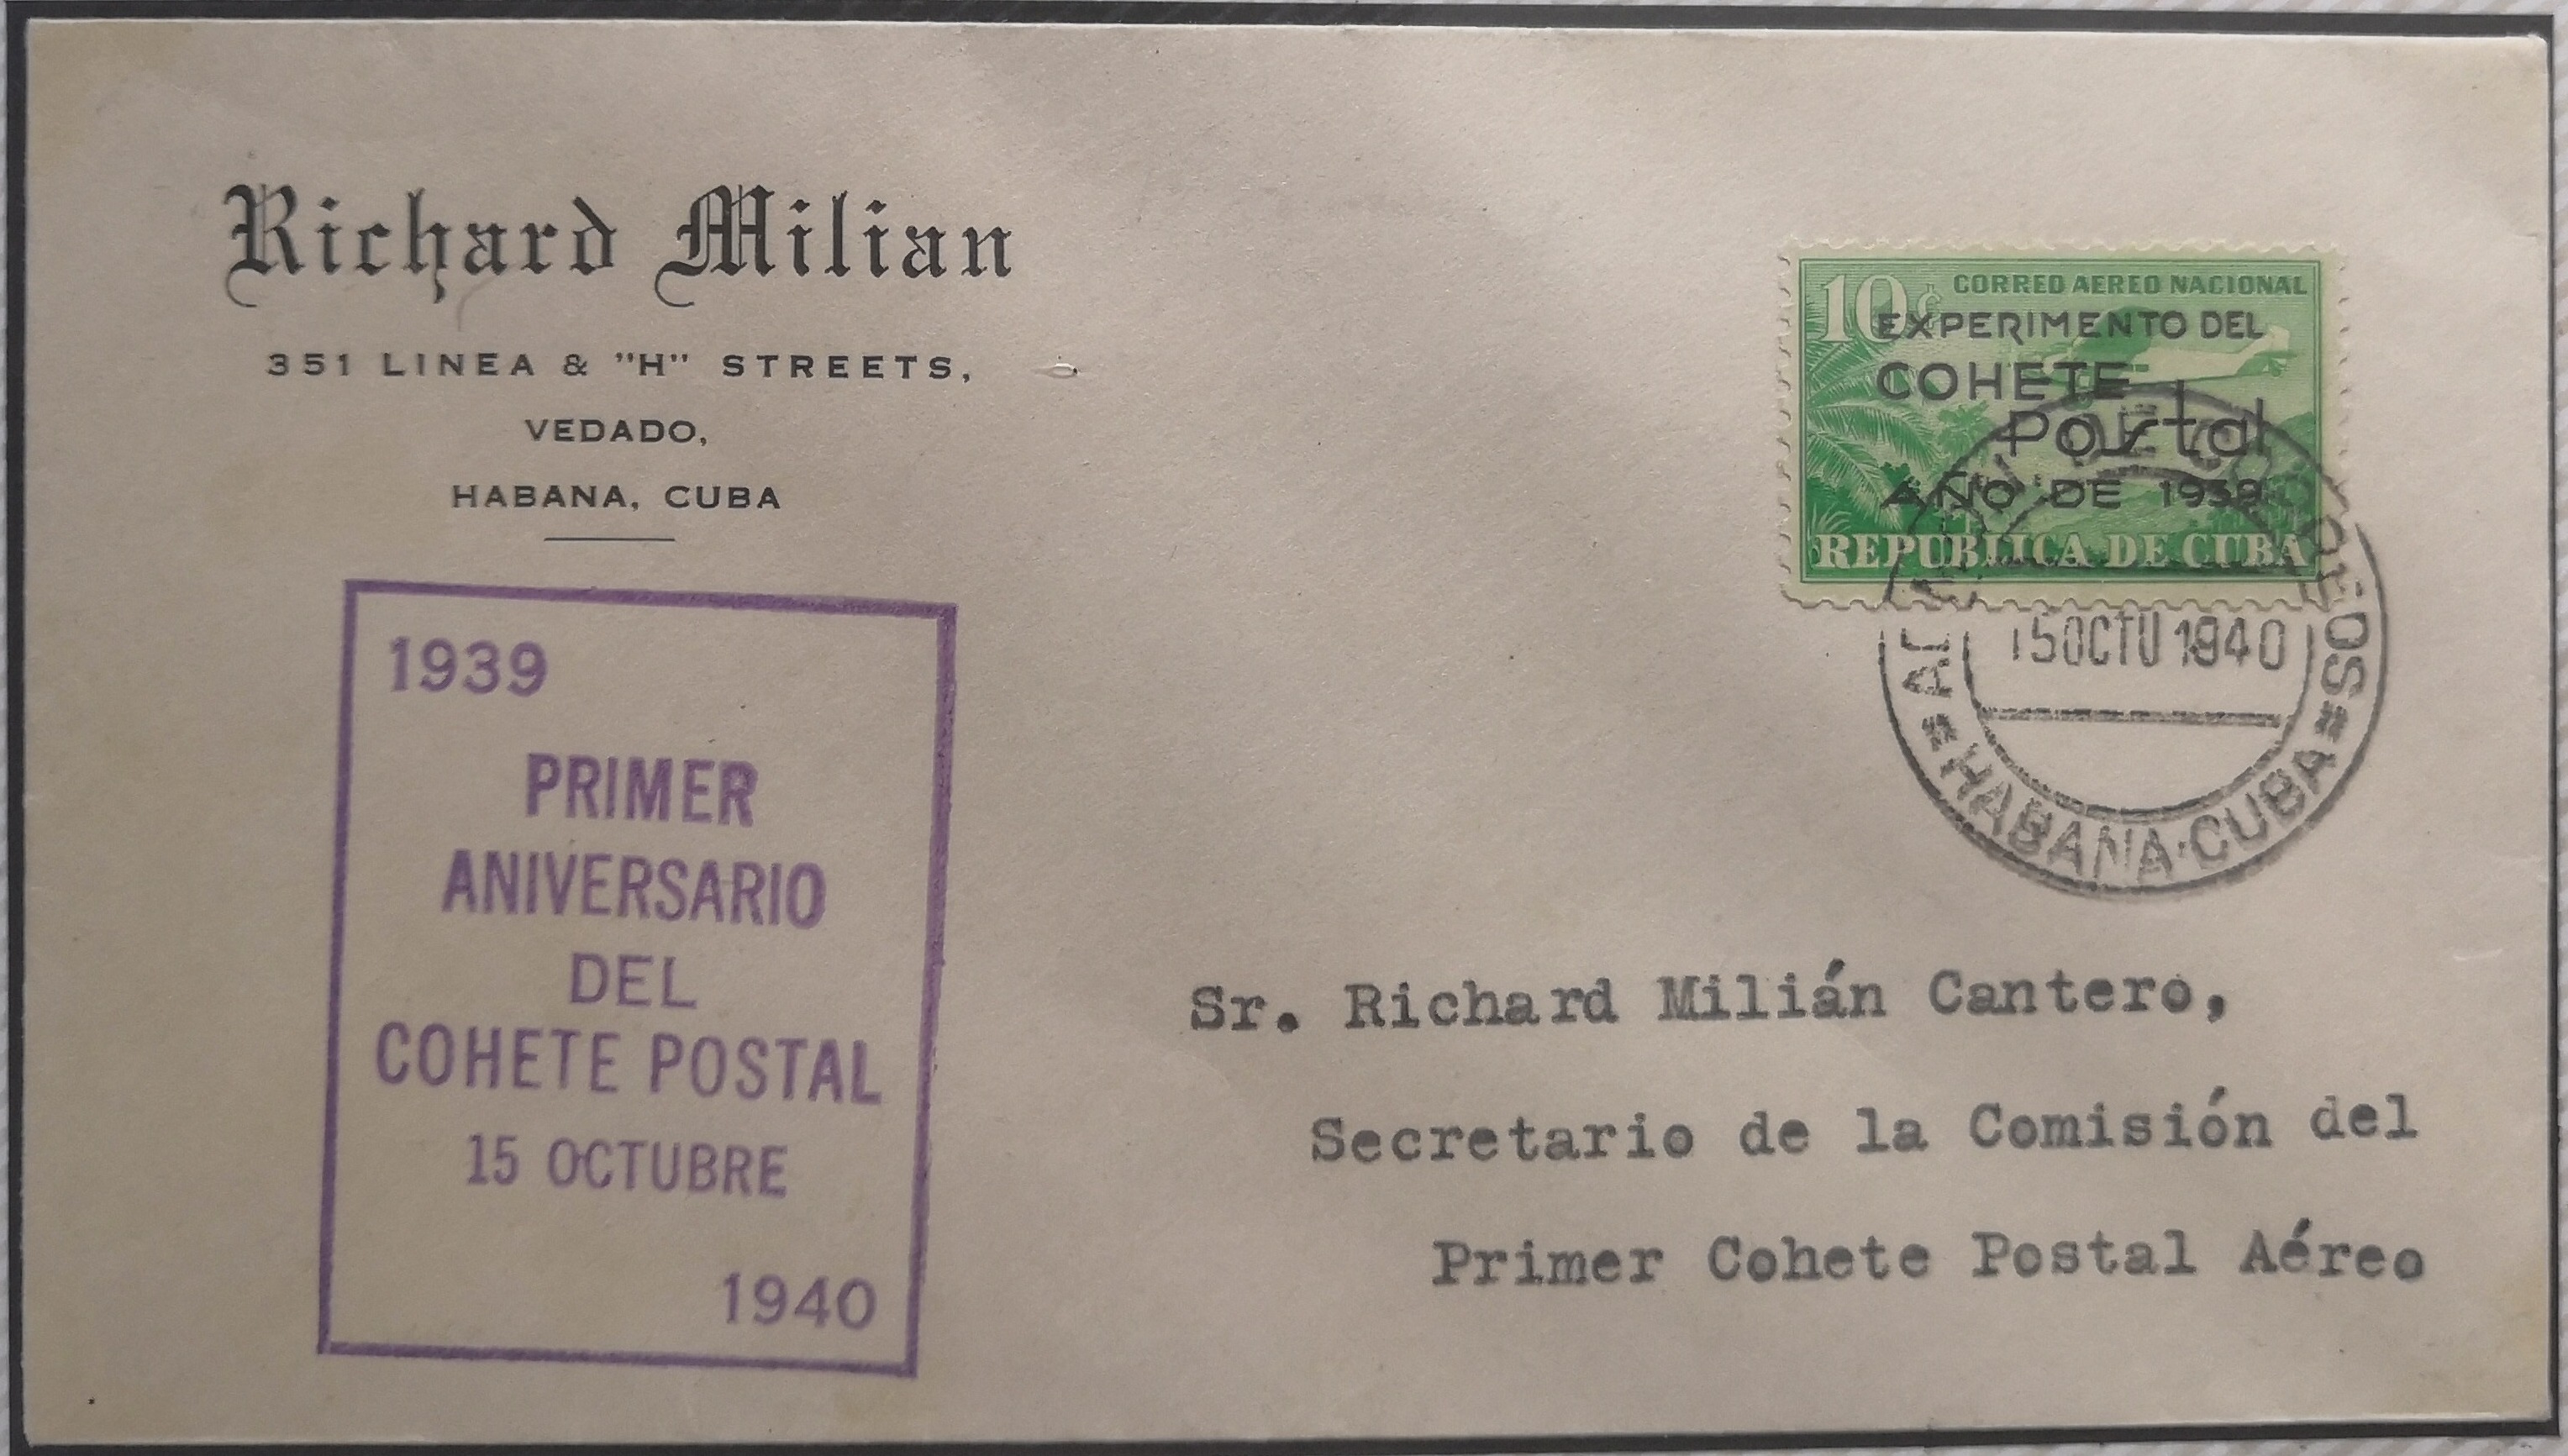 Richard Milian
351 LINEA & "H" STREETS,
VEDADO,
HABANA, CUBA
1939
PRIMER
ANIVERSARIO
DEL
COHETE POSTAL
15 OCTUBRE
1940
10¢ CORREO AEREO NACIONAL
EXPERIMENTO DEL
COHETE
Postal
AÑO DE 1939
REPUBLICA DE CUBA
15 OCTU 1940
=HABANA·CUBA=
Sr. Richard Milián Cantero,
Secretario de la Comisión del
Primer Cohete Postal Aéreo